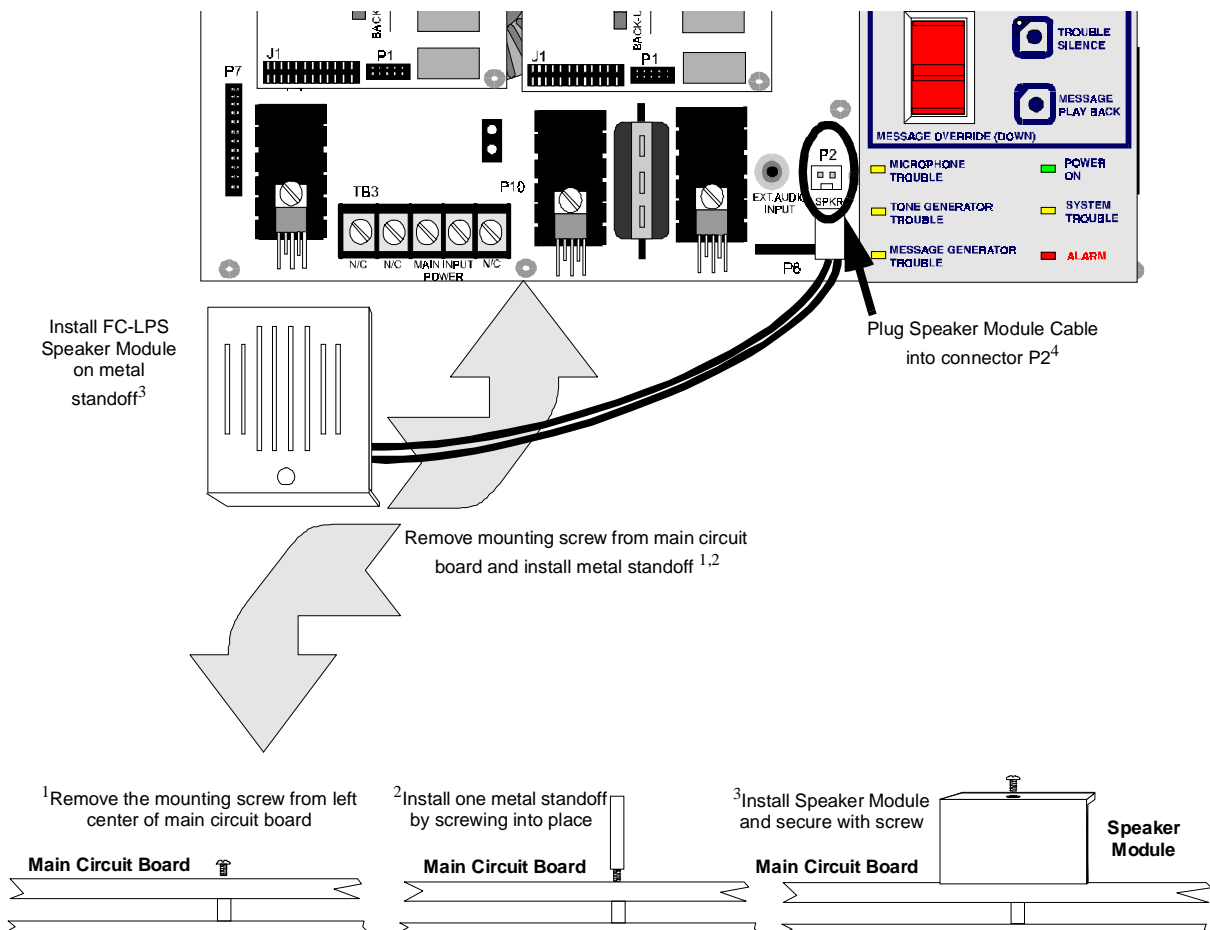 BACK-L
BACK-L
J1
P1
J1
P1
P7
TROUBLE
SILENCE
MESSAGE
PLAY BACK
MESSAGE OVERRIDE (DOWN)
P2
MICROPHONE
TROUBLE
POWER
ON
TB3
P10
EXT.AUDIO
INPUT
SPKR
TONE GENERATOR
TROUBLE
SYSTEM
TROUBLE
N/C N/C MAIN INPUT N/C
POWER
P6
MESSAGE GENERATOR
TROUBLE
ALARM
Install FC-LPS
Speaker Module
on metal
standoff3
Plug Speaker Module Cable
into connector P24
Remove mounting screw from main circuit
board and install metal standoff 1,2
1Remove the mounting screw from left
center of main circuit board
Main Circuit Board
2Install one metal standoff
by screwing into place
Main Circuit Board
3Install Speaker Module
and secure with screw
Speaker
Module
Main Circuit Board